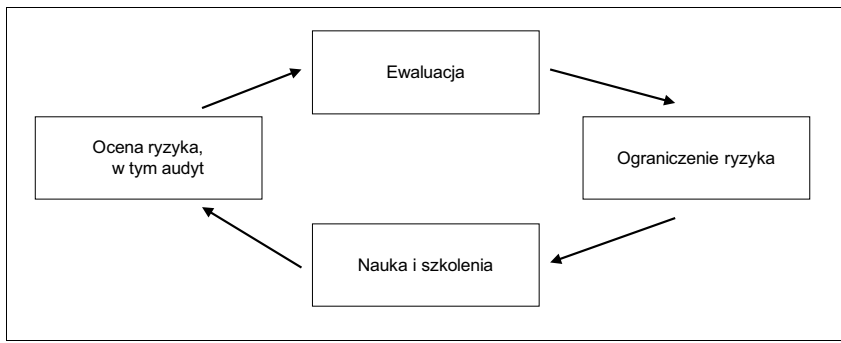 Ewaluacja
Ocena ryzyka,
w tym audyt
Ograniczenie ryzyka
Nauka i szkolenia